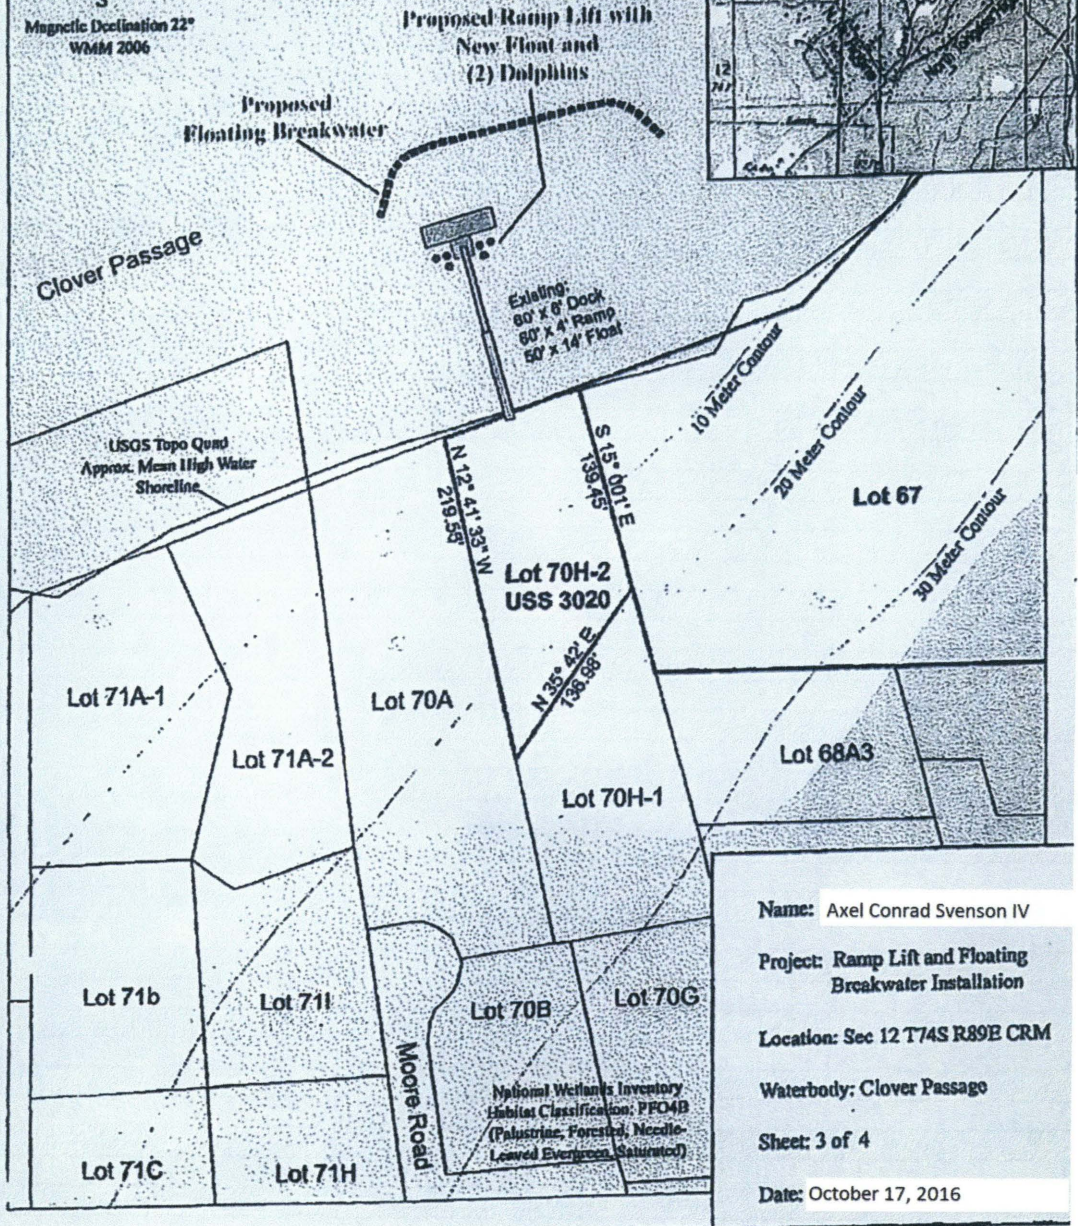 S
Magnetic Declination 22°
WMM 2006
Proposed Ramp Lift with
New Float and
(2) Dolphins
Proposed
Floating Breakwater
12
Clover Passage
Existing:
60' x 6' Dock
60' x 4' Ramp
50' x 14' Float
USGS Topo Quad
Approx. Mean High Water
Shoreline
N 12° 41' 33" W
219.58'
S 15° 001' E
139.45'
10 Meter Contour
20 Meter Contour
30 Meter Contour
Lot 67
Lot 70H-2
USS 3020
N 35° 42' E
136.98'
Lot 71A-1
Lot 70A
Lot 71A-2
Lot 68A3
Lot 70H-1
Lot 71b
Lot 71I
Lot 70B
Lot 70G
Moore Road
National Wetlands Inventory
Habitat Classification: PFO4B
(Palustrine, Forested, Needle-
Leaved Evergreen, Saturated)
Lot 71C
Lot 71H
Name: Axel Conrad Svenson IV
Project: Ramp Lift and Floating
Breakwater Installation
Location: Sec 12 T74S R89E CRM
Waterbody: Clover Passage
Sheet: 3 of 4
Date: October 17, 2016